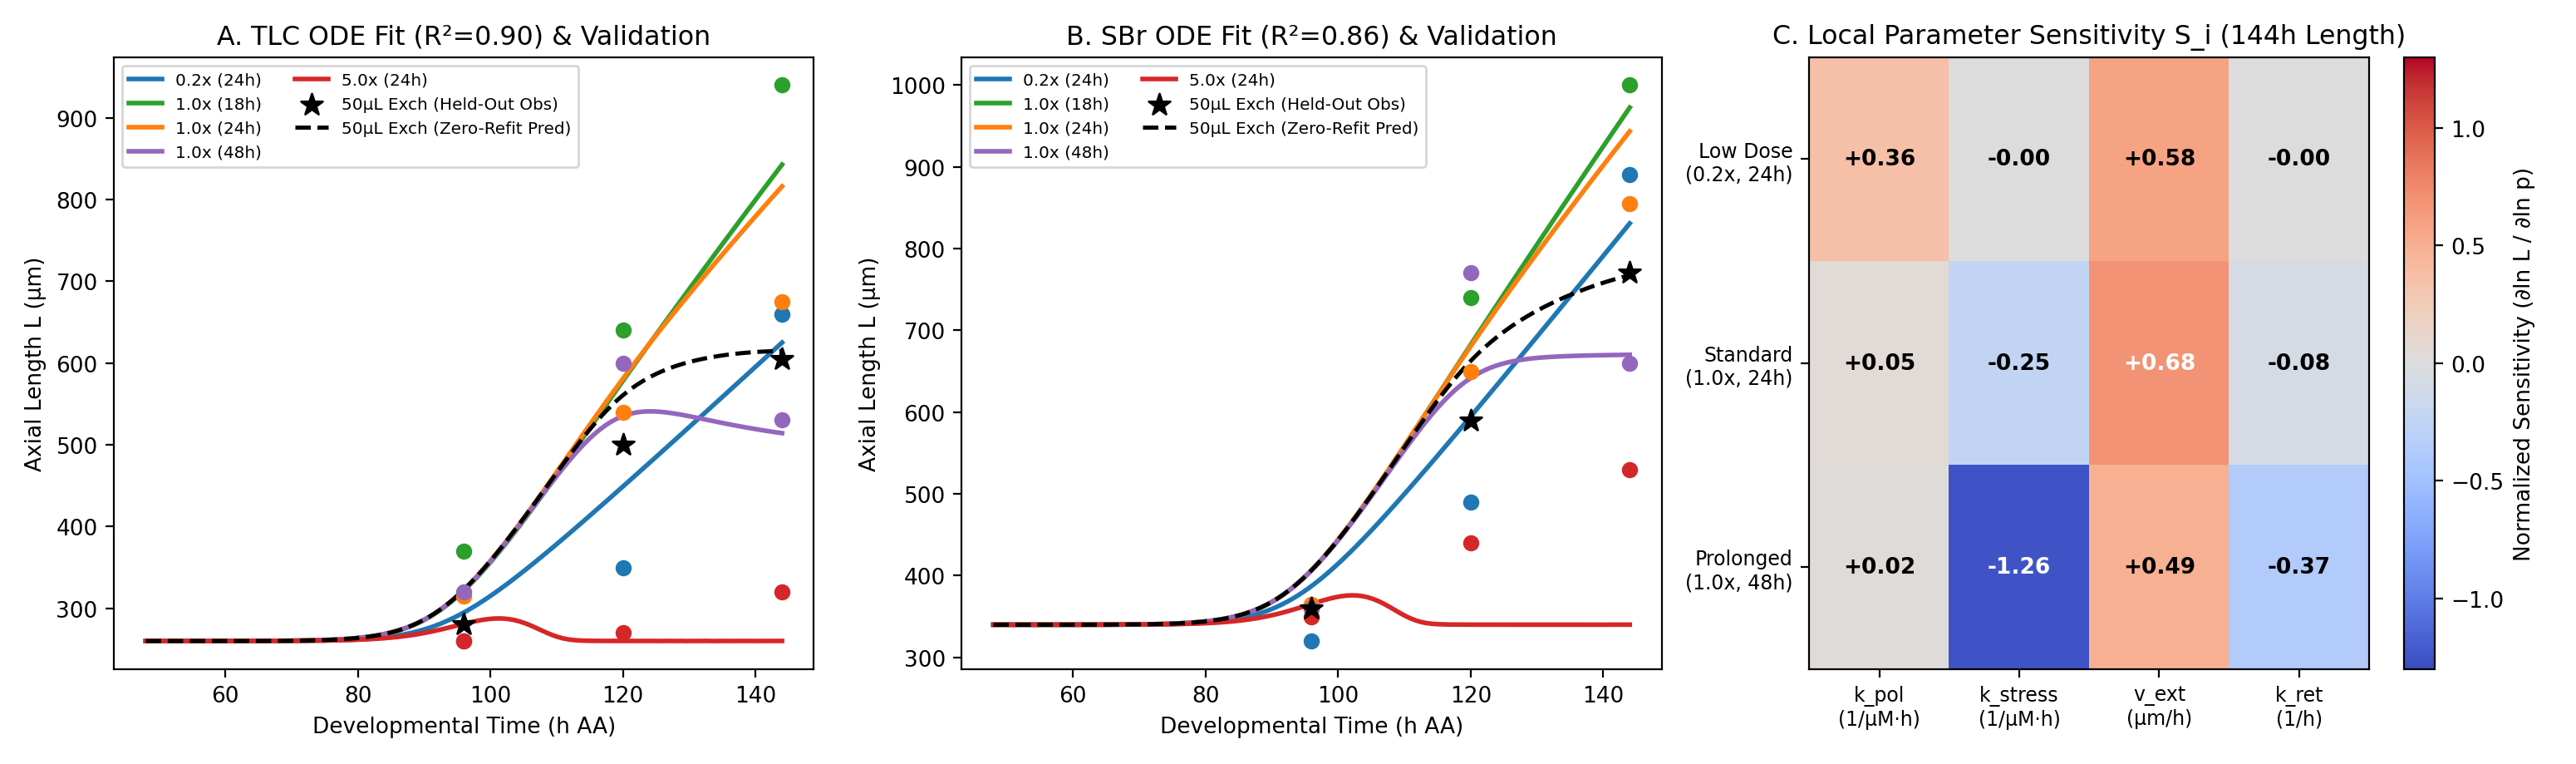 A. TLC ODE Fit (R²=0.90) & Validation
0.2x (24h)
1.0x (18h)
1.0x (24h)
1.0x (48h)
5.0x (24h)
50µL Exch (Held-Out Obs)
50µL Exch (Zero-Refit Pred)
Axial Length L (µm)
900
800
700
600
500
400
300
60
80
100
120
140
Developmental Time (h AA)
B. SBr ODE Fit (R²=0.86) & Validation
0.2x (24h)
1.0x (18h)
1.0x (24h)
1.0x (48h)
5.0x (24h)
50µL Exch (Held-Out Obs)
50µL Exch (Zero-Refit Pred)
Axial Length L (µm)
1000
900
800
700
600
500
400
300
60
80
100
120
140
Developmental Time (h AA)
C. Local Parameter Sensitivity S_i (144h Length)
Low Dose
(0.2x, 24h)
+0.36
-0.00
+0.58
-0.00
Standard
(1.0x, 24h)
+0.05
-0.25
+0.68
-0.08
Prolonged
(1.0x, 48h)
+0.02
-1.26
+0.49
-0.37
k_pol
(1/µM·h)
k_stress
(1/µM·h)
v_ext
(µm/h)
k_ret
(1/h)
1.0
0.5
0.0
−0.5
−1.0
Normalized Sensitivity (∂ln L / ∂ln p)